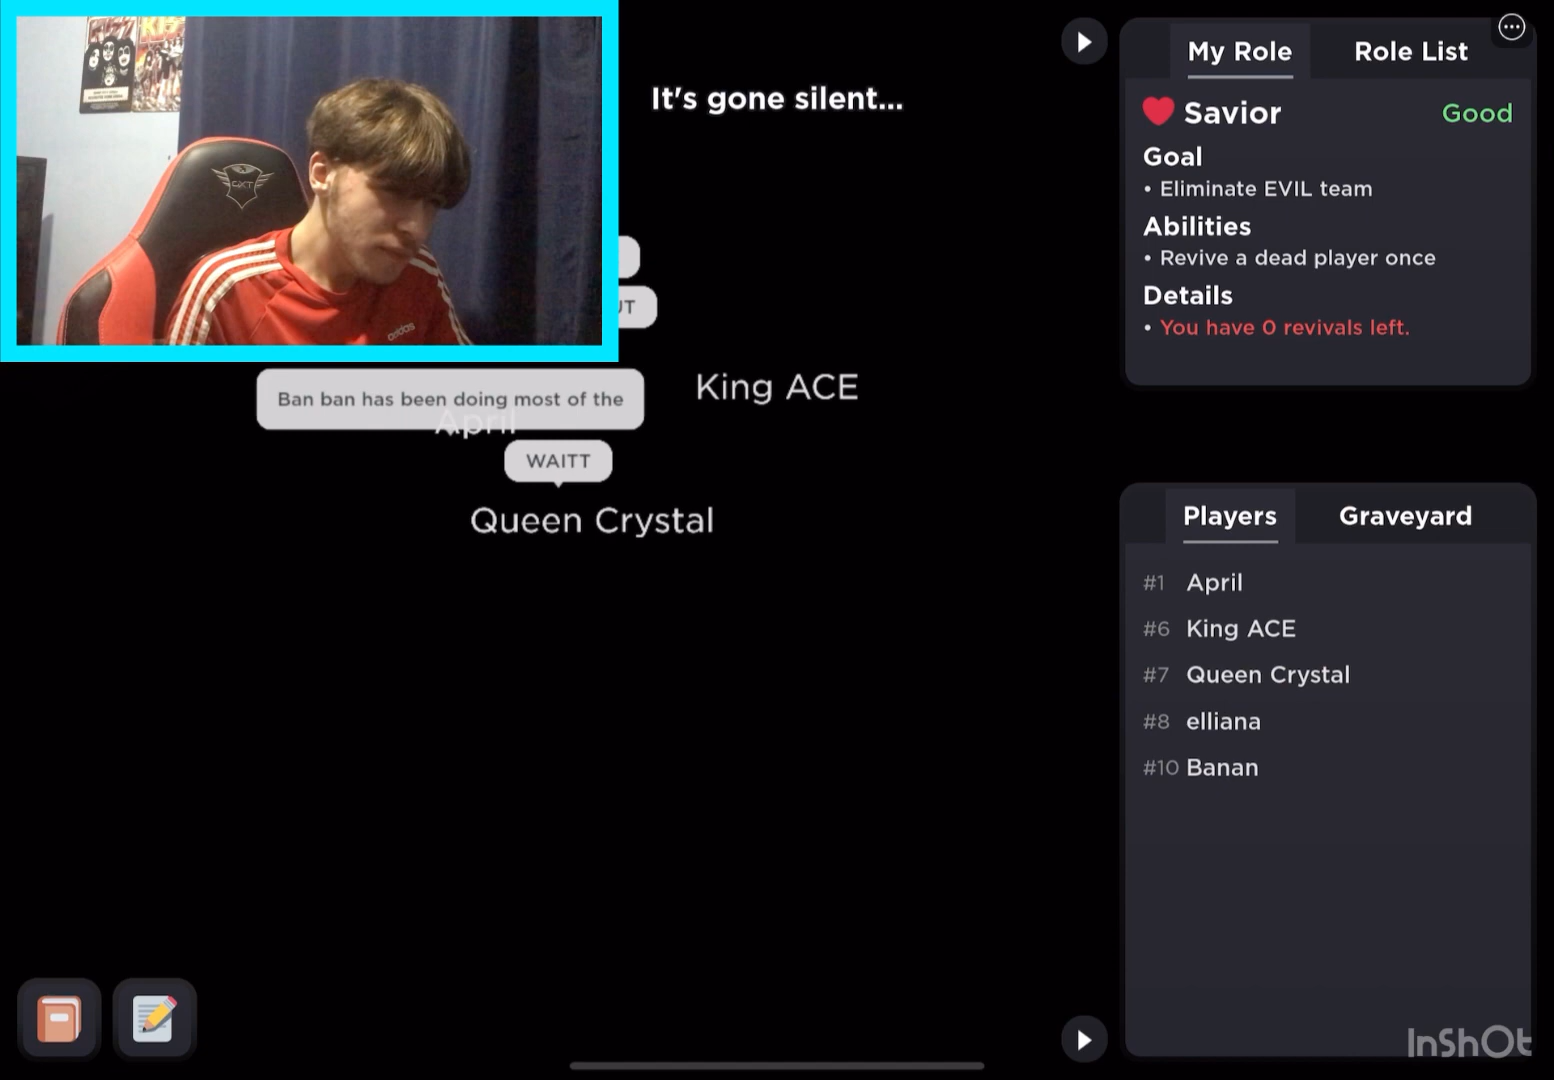 It's gone silent...
UT
Ban ban has been doing most of the
April
King ACE
WAITT
Queen Crystal
My Role
Role List
Savior
Good
Goal
• Eliminate EVIL team
Abilities
• Revive a dead player once
Details
• You have 0 revivals left.
Players
Graveyard
#1 April
#6 King ACE
#7 Queen Crystal
#8 elliana
#10 Banan
adidas
InShOt